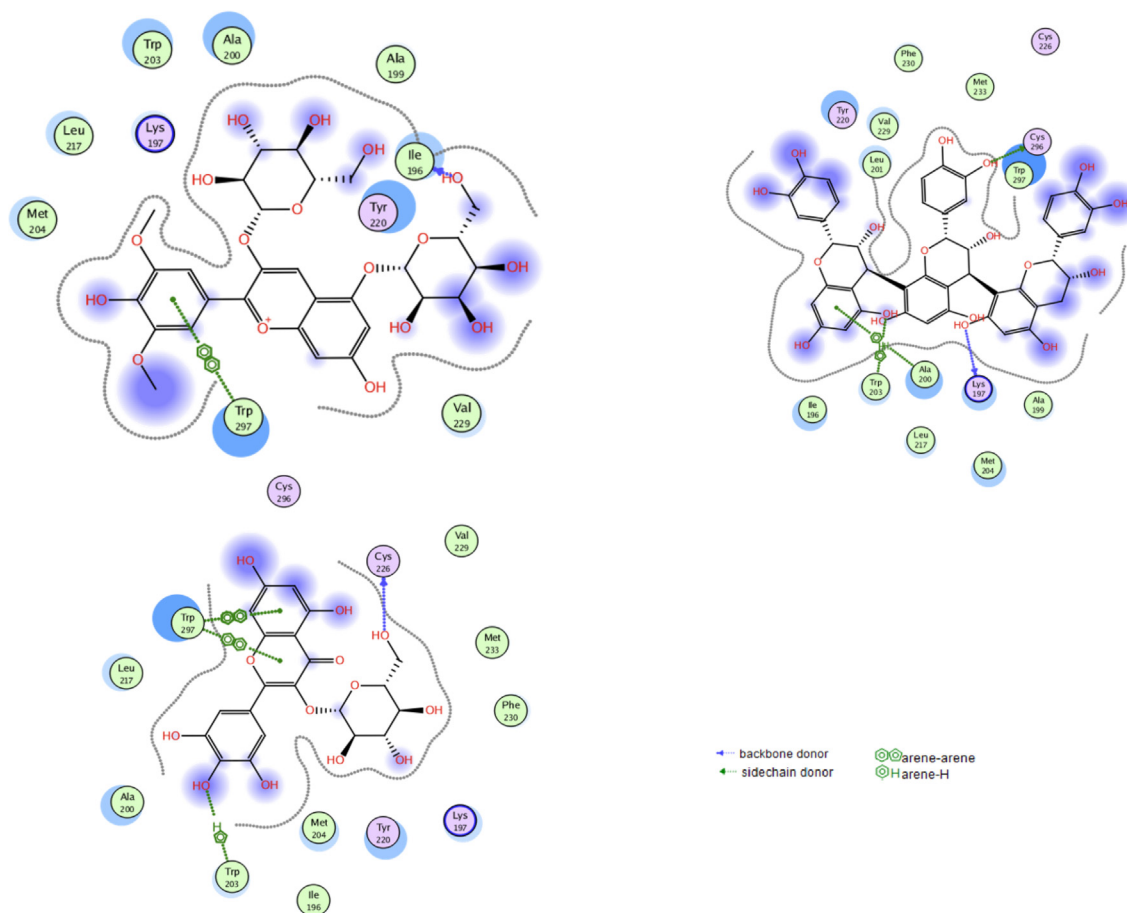 Trp
203
Ala
200
Ala
199
Leu
217
Lys
197
HO
OH
OH
HO
O
Ile
196
HO
Tyr
220
Met
204
O
O
O
OH
HO
O+
HO
OH
OH
O
OH
Trp
297
Val
229
Cys
226
Phe
230
Met
233
Tyr
220
Val
229
Leu
201
OH
OH
Cys
296
OH
HO
OH
Trp
297
OH
OH
O
OH
O
OH
O
OH
HO
OH
HO
OH
HO
OH
H
Trp
203
Ala
200
Lys
197
Ile
196
Ala
199
Leu
217
Met
204
Cys
296
Val
229
Cys
226
HO
OH
Trp
297
OH
Met
233
O
O
Leu
217
O
O
OH
Phe
230
HO
HO
OH
OH
HO
OH
Ala
200
H
Met
204
Tyr
220
Lys
197
Trp
203
Ile
196
backbone donor
arene-arene
sidechain donor
H arene-H